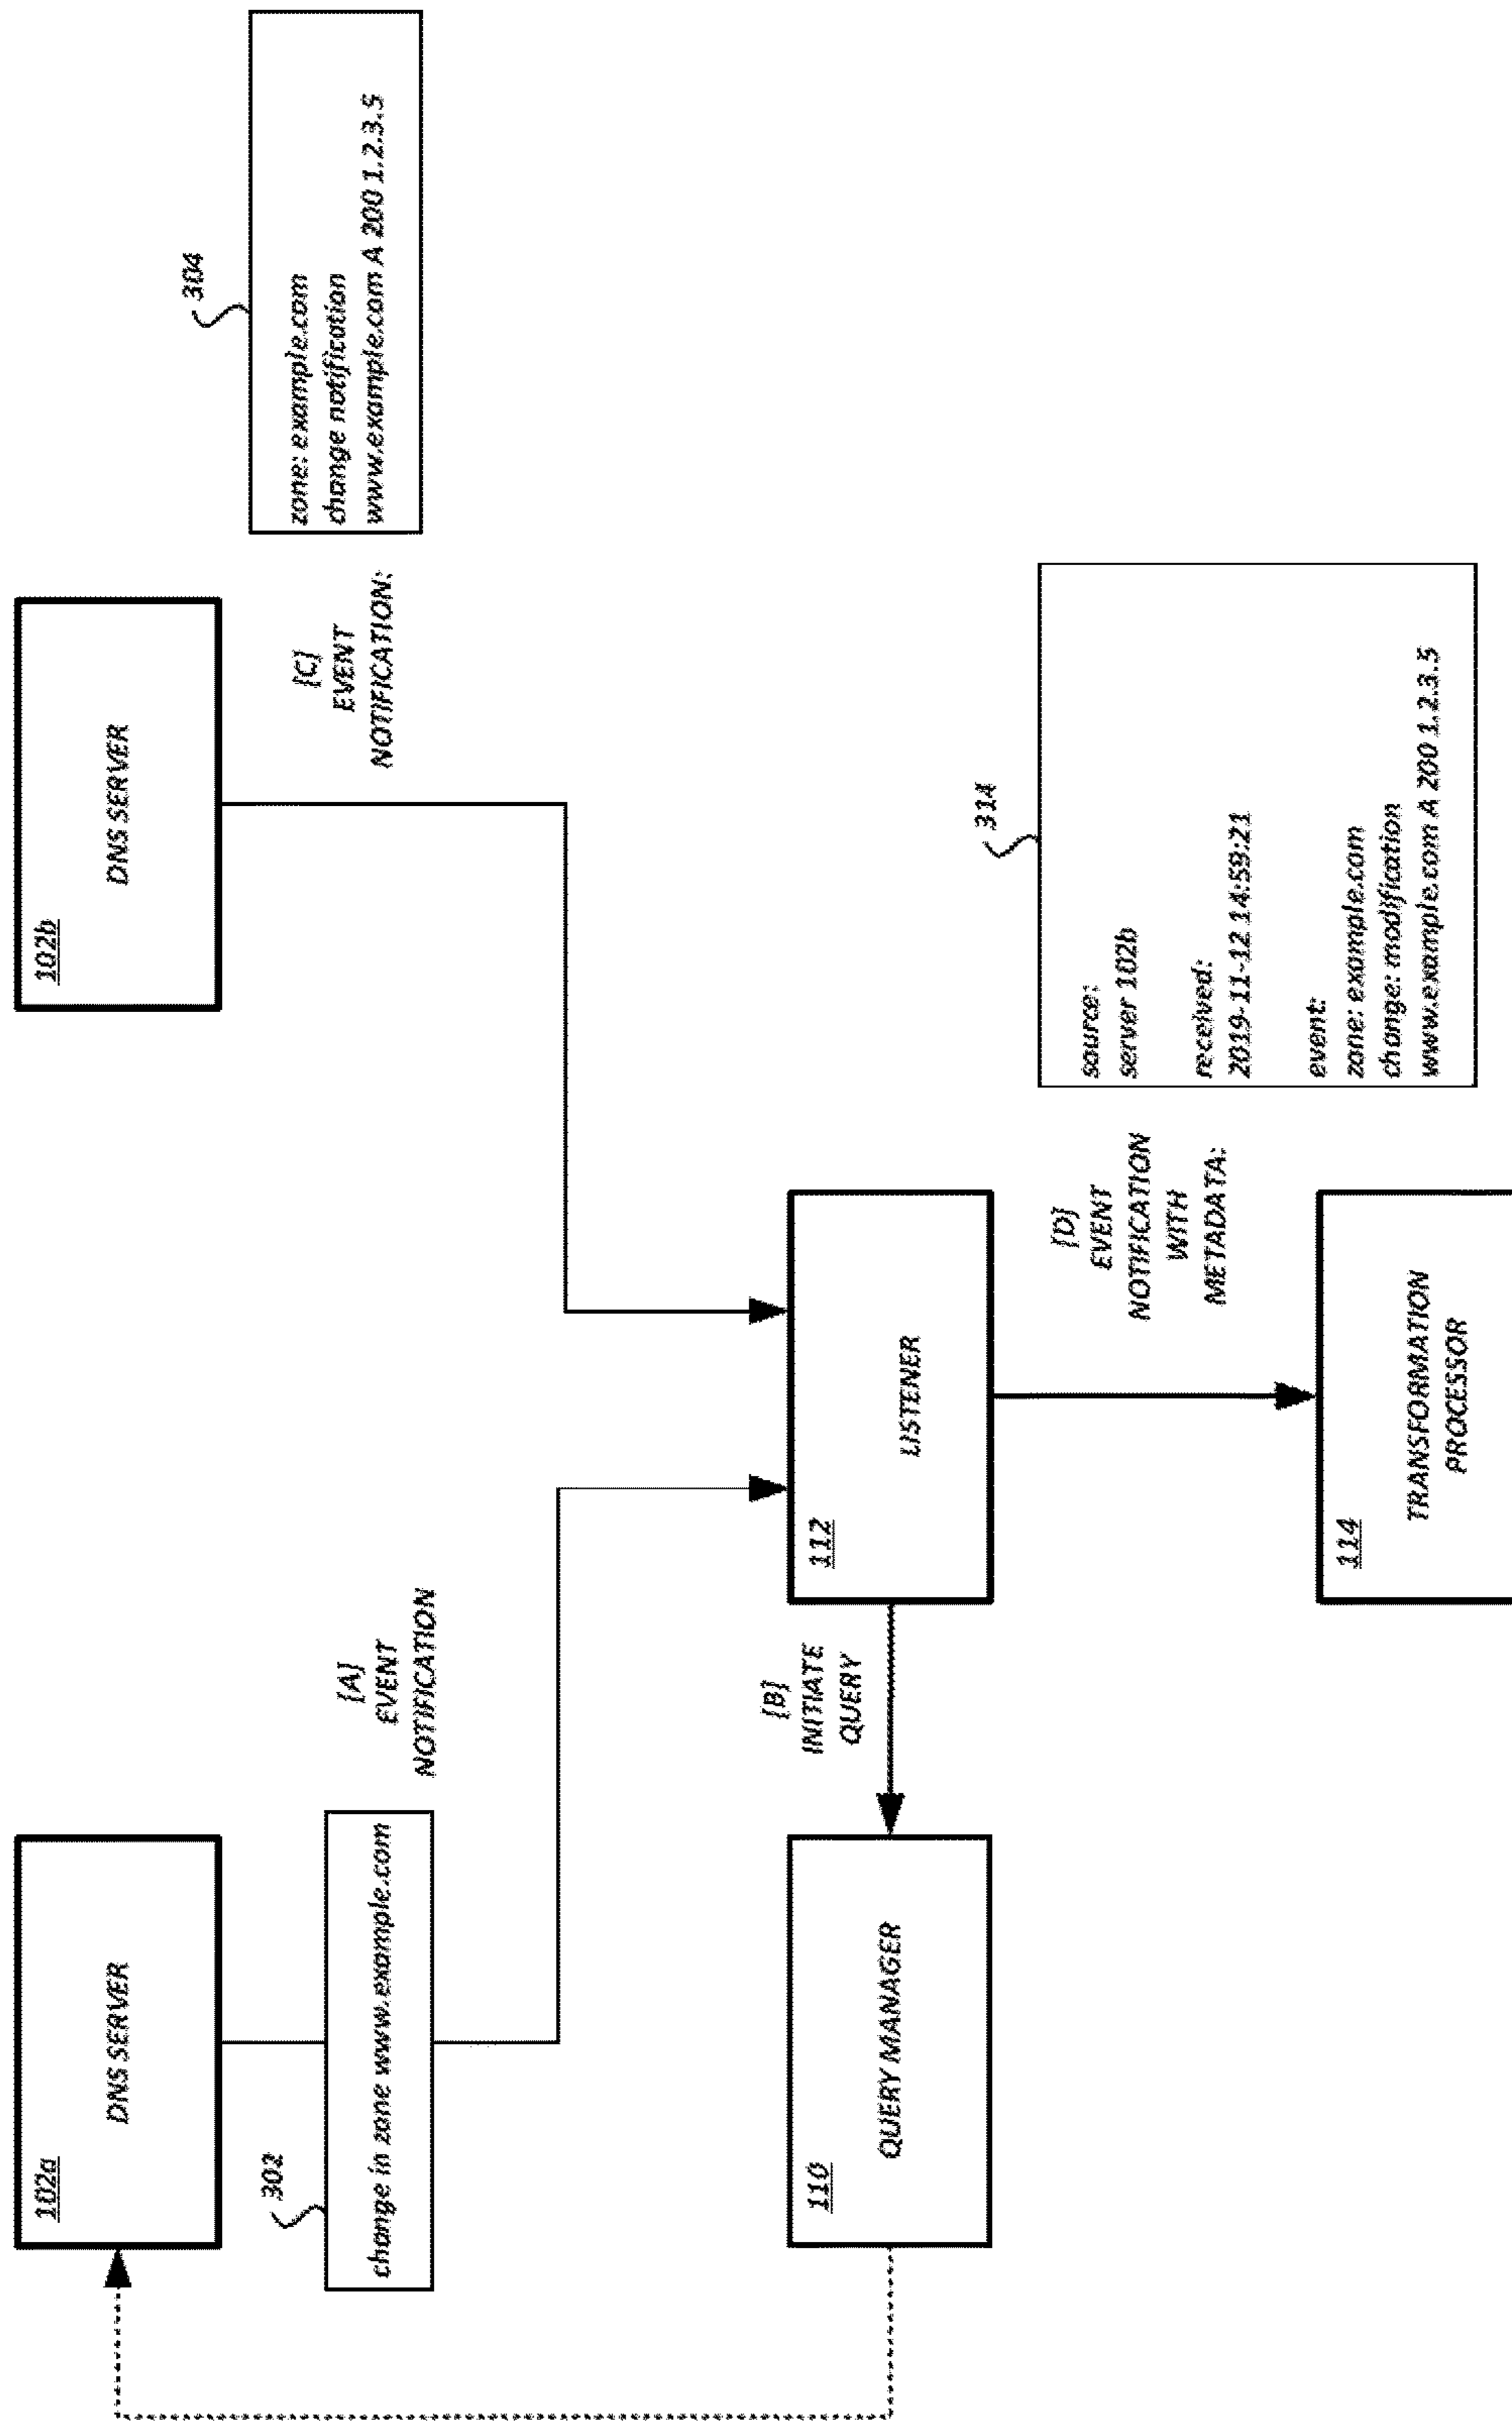 102a
DNS SERVER
302
change in zone www.example.com
[A]
EVENT
NOTIFICATION
102b
DNS SERVER
[C]
EVENT
NOTIFICATION:
304
zone: example.com
change notification
www.example.com A 200 1.2.3.5
110
QUERY MANAGER
[B]
INITIATE
QUERY
112
LISTENER
[D]
EVENT
NOTIFICATION
WITH
METADATA:
314
source:
server 102b
received:
2019-11-12 14:59:21
event:
zone: example.com
change: modification
www.example.com A 200 1.2.3.5
114
TRANSFORMATION
PROCESSOR